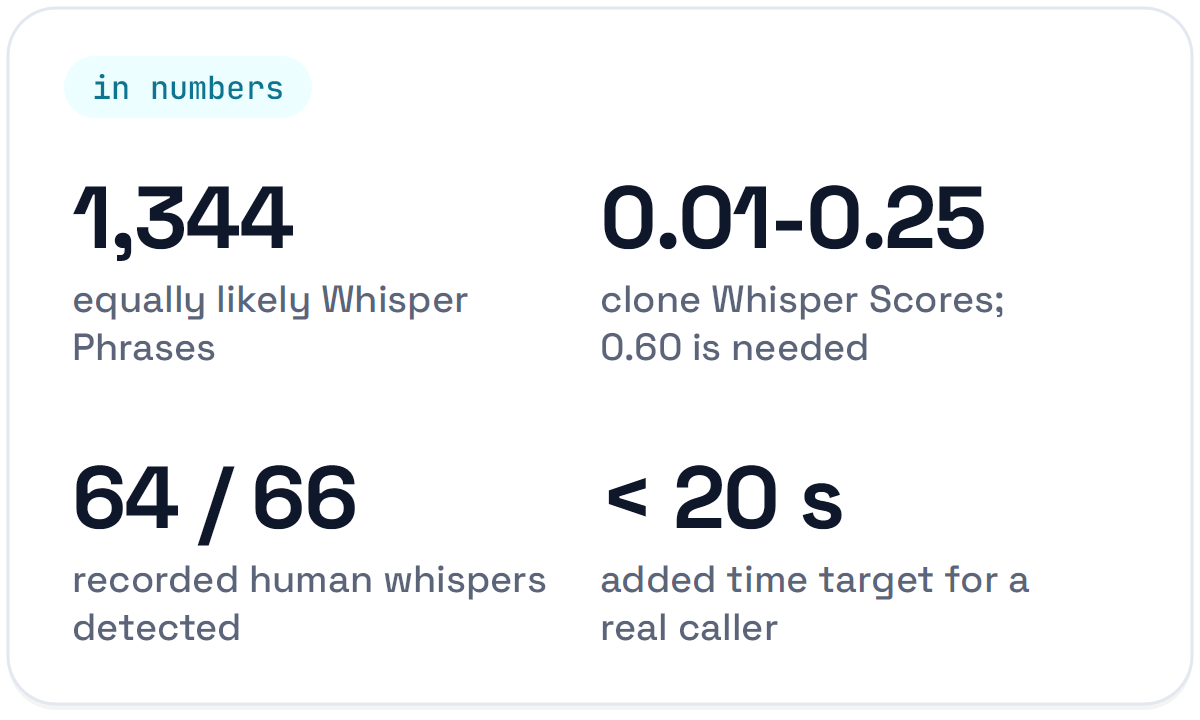 in numbers
1,344
equally likely Whisper
Phrases
0.01-0.25
clone Whisper Scores;
0.60 is needed
64 / 66
recorded human whispers
detected
< 20 s
added time target for a
real caller